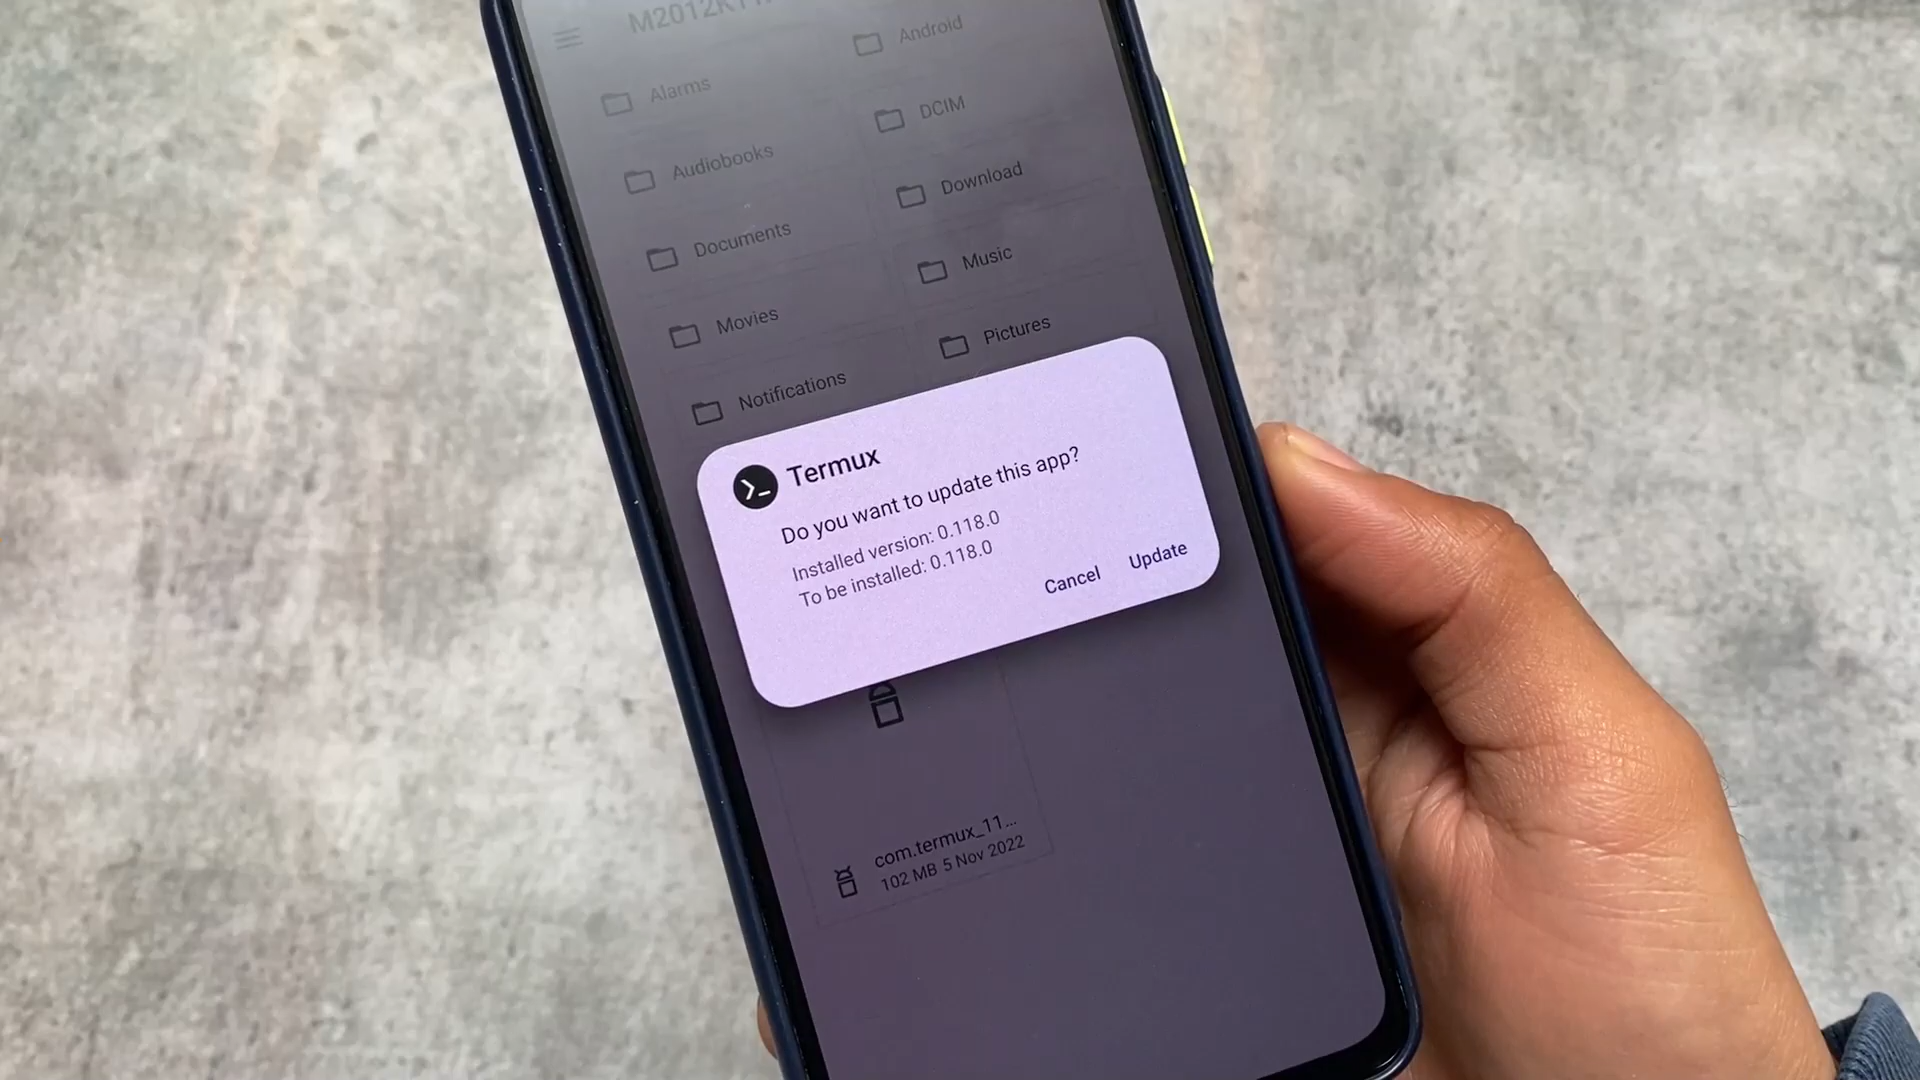 Alarms
Android
Audiobooks
DCIM
Documents
Download
Movies
Music
Notifications
Pictures
Termux
Do you want to update this app?
Installed version: 0.118.0
To be installed: 0.118.0
Cancel
Update
com.termux_11...
102 MB 5 Nov 2022